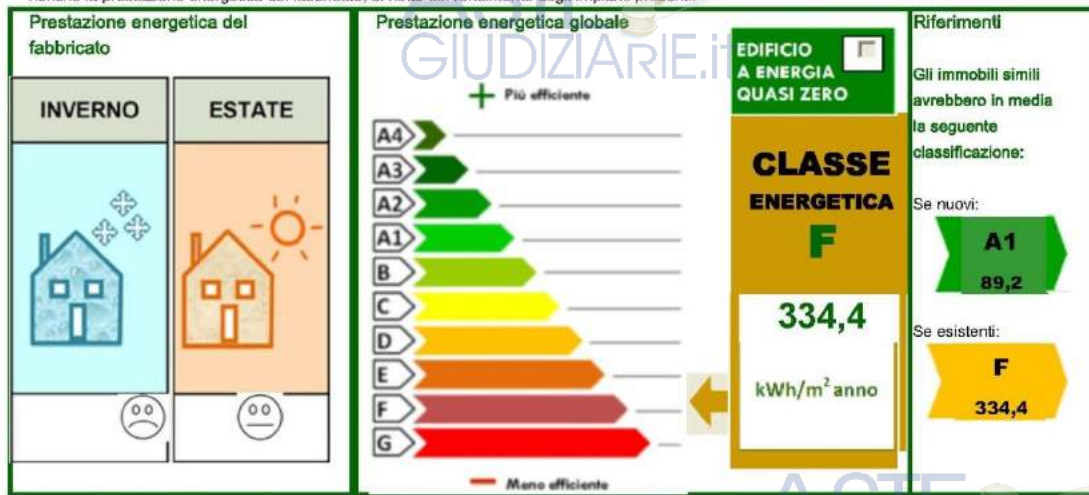 Prestazione energetica del
fabbricato
INVERNO
ESTATE
Prestazione energetica globale
ASTE
GIUDIZIARIE.it
Più efficiente
A4
A3
A2
A1
B
C
D
E
F
G
Meno efficiente
EDIFICIO
A ENERGIA
QUASI ZERO
CLASSE
ENERGETICA
F
334,4
kWh/m² anno
Riferimenti
Gli immobili simili
avrebbero in media
la seguente
classificazione:
Se nuovi:
A1
89,2
Se esistenti:
F
334,4
ASTE